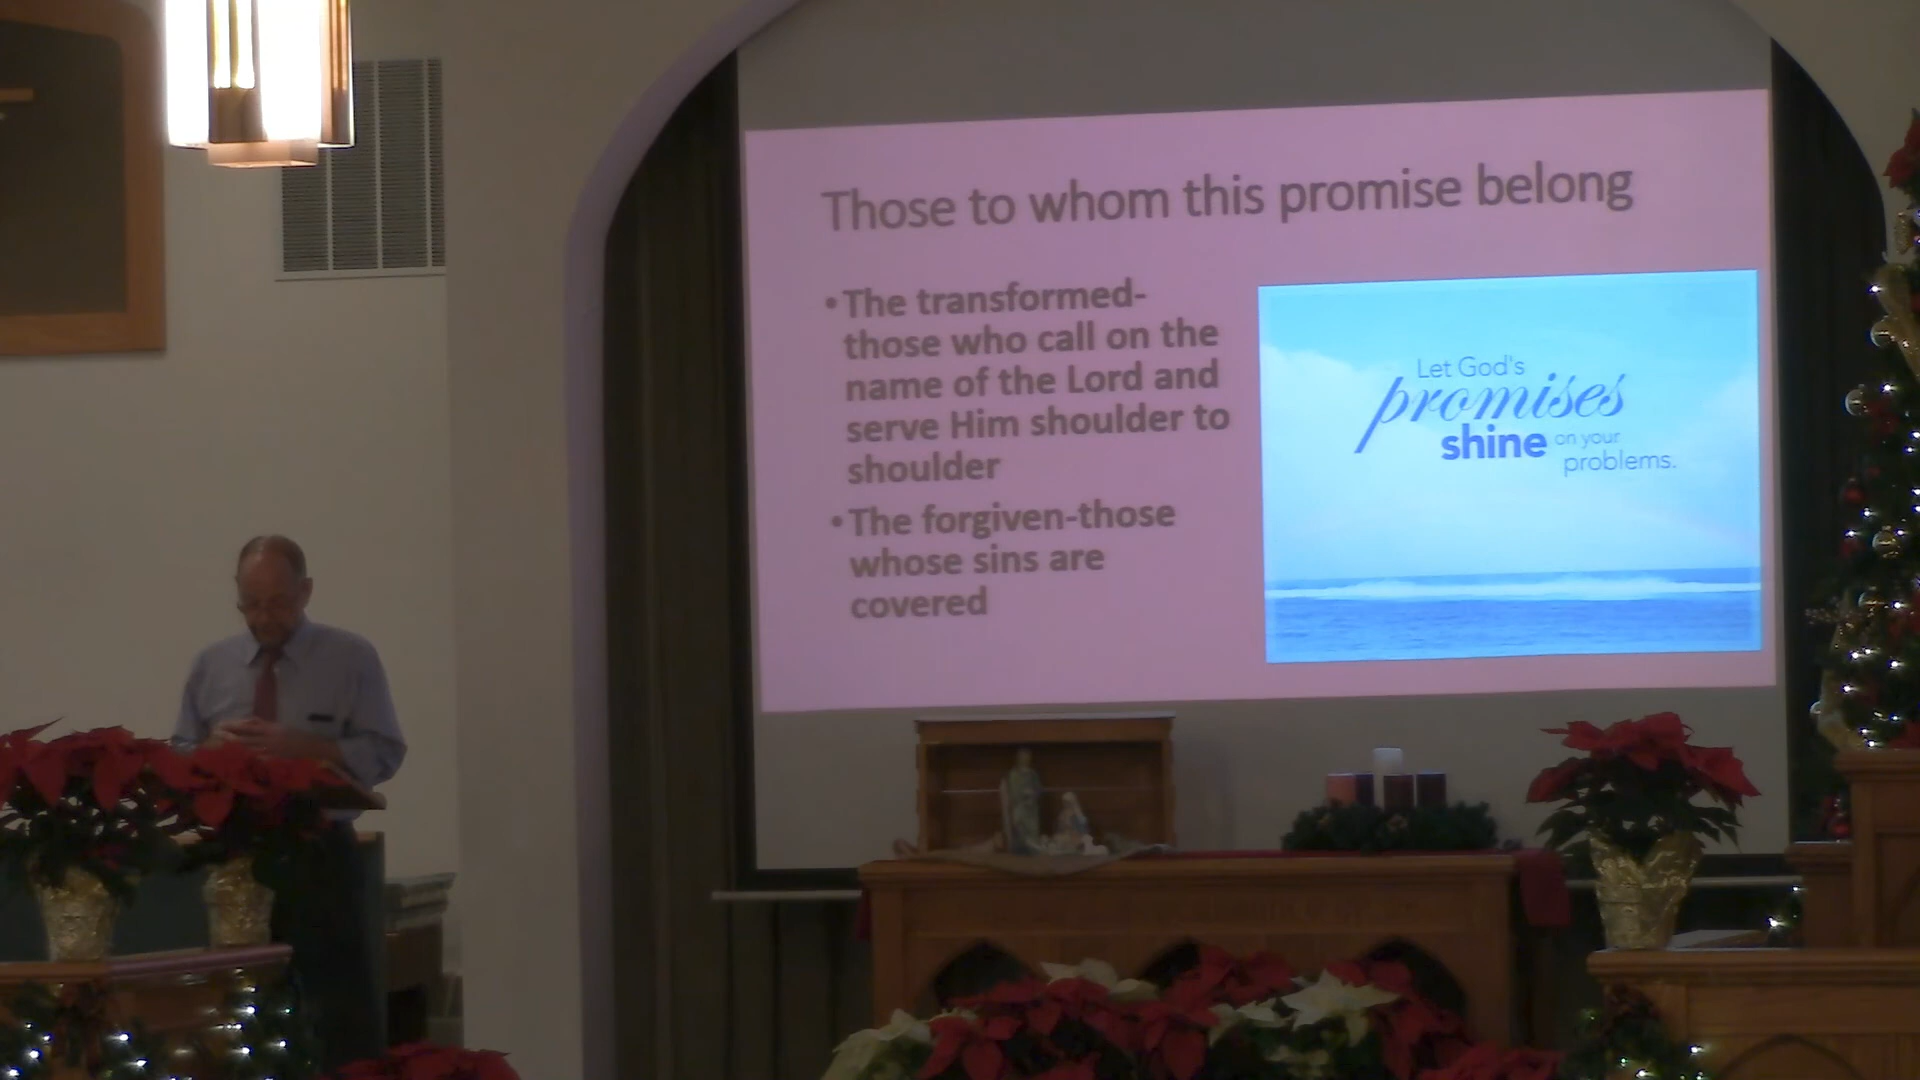 Those to whom this promise belong
•The transformed-
those who call on the
name of the Lord and
serve Him shoulder to
shoulder
•The forgiven-those
whose sins are
covered
Let God's
promises
shine on your
problems.